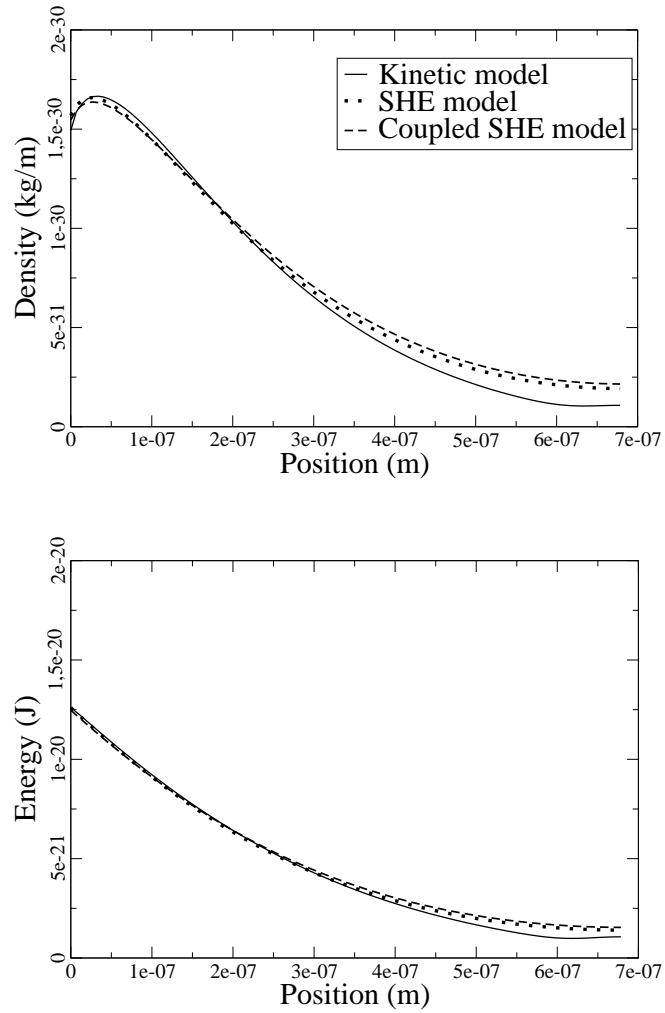 2e-30
Kinetic model
SHE model
Coupled SHE model
1,5e-30
Density (kg/m)
1e-30
5e-31
0
0 1e-07 2e-07 3e-07 4e-07 5e-07 6e-07 7e-07
Position (m)
2e-20
1,5e-20
Energy (J)
1e-20
5e-21
0
0 1e-07 2e-07 3e-07 4e-07 5e-07 6e-07 7e-07
Position (m)